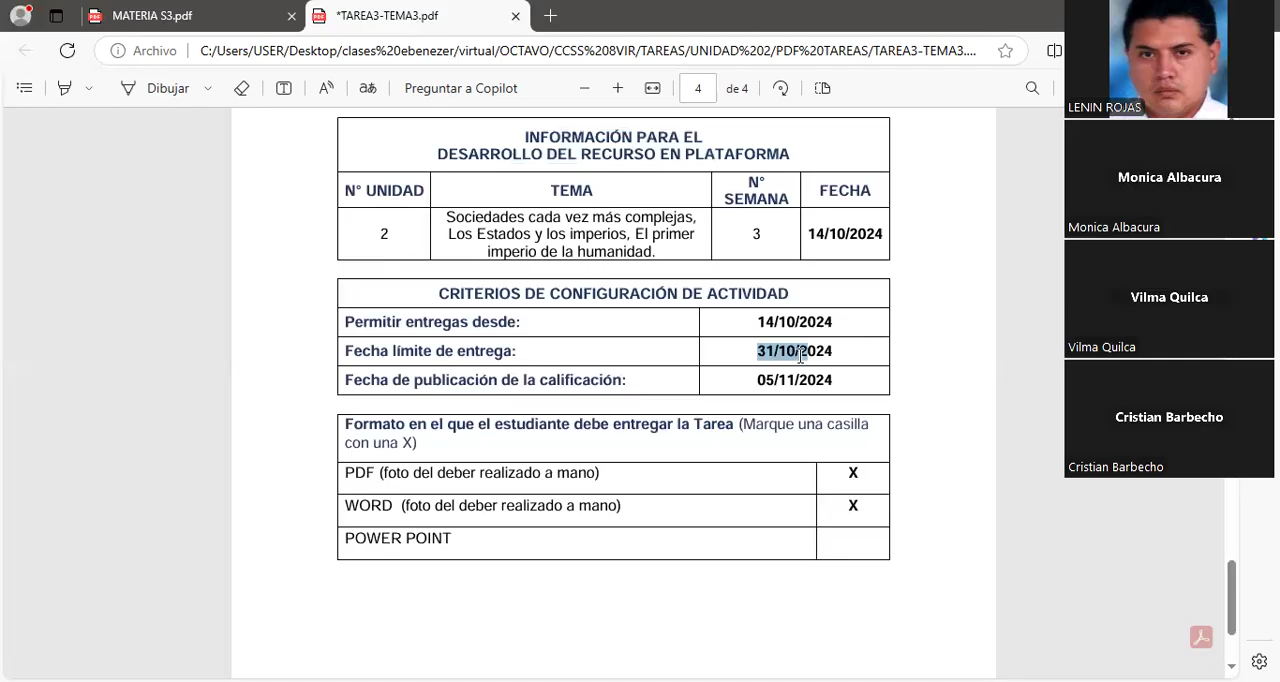 MATERIA S3.pdf
*TAREA3-TEMA3.pdf
Archivo
C:/Users/USER/Desktop/clases%20ebenezer/virtual/OCTAVO/CCSS%208VIR/TAREAS/UNIDAD%202/PDF%20TAREAS/TAREA3-TEMA3....
Dibujar
Preguntar a Copilot
4 de 4
INFORMACIÓN PARA EL
DESARROLLO DEL RECURSO EN PLATAFORMA
N° UNIDAD TEMA N° SEMANA FECHA
2 Sociedades cada vez más complejas, Los Estados y los imperios, El primer imperio de la humanidad. 3 14/10/2024
CRITERIOS DE CONFIGURACIÓN DE ACTIVIDAD
Permitir entregas desde: 14/10/2024
Fecha límite de entrega: 31/10/2024
Fecha de publicación de la calificación: 05/11/2024
Formato en el que el estudiante debe entregar la Tarea (Marque una casilla
con una X)
PDF (foto del deber realizado a mano) X
WORD (foto del deber realizado a mano) X
POWER POINT
LENIN ROJAS
Monica Albacura
Monica Albacura
Vilma Quilca
Vilma Quilca
Cristian Barbecho
Cristian Barbecho